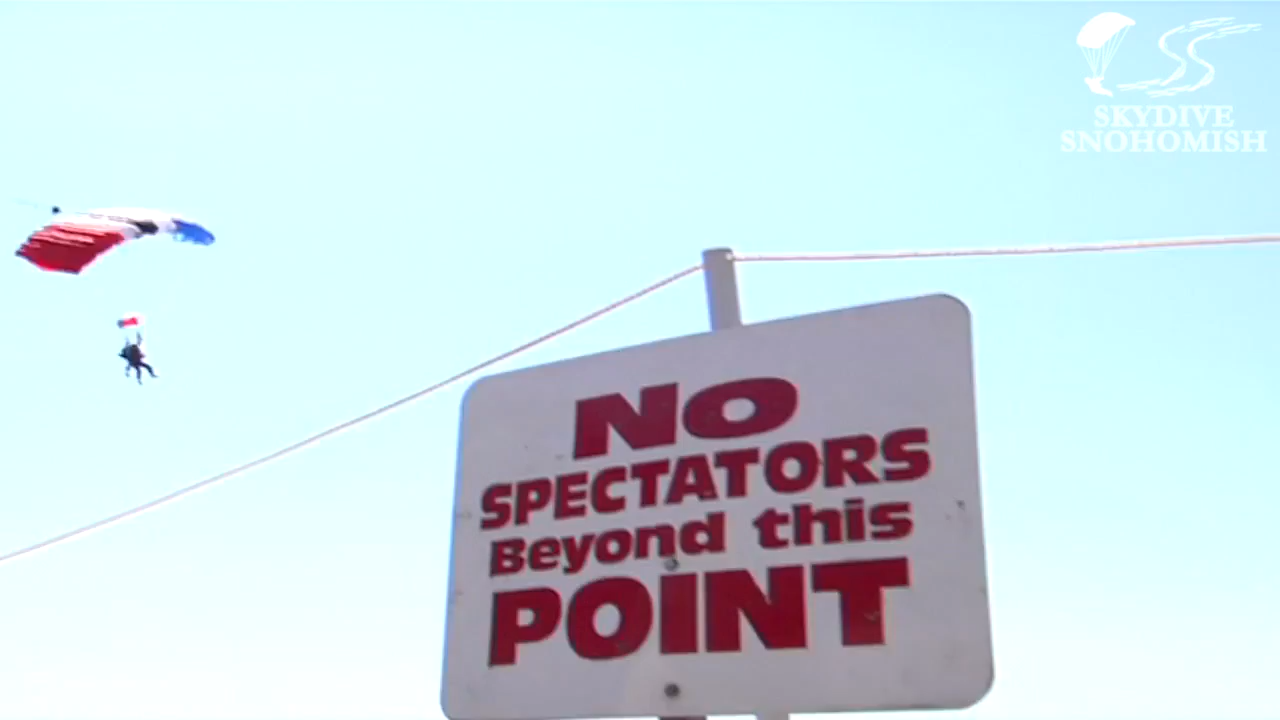 SKYDIVE
SNOHOMISH
NO
SPECTATORS
Beyond this
POINT